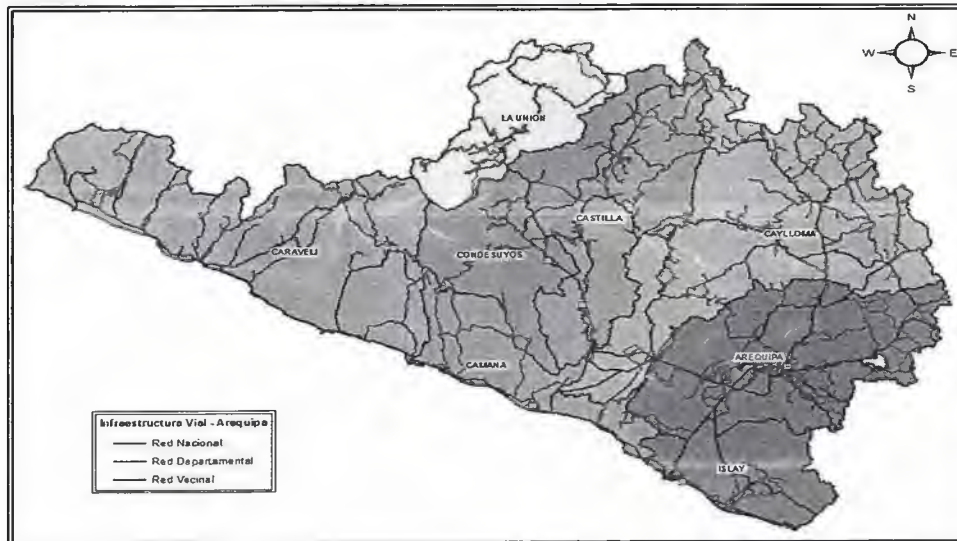 N
W E
S
LA UNION
CASTILLA
CAYLLOMA
CARAVELI
CONDESUYOS
AREQUIPA
CAMANA
ISLAY
Infraestructura Vial - Arequipa
Red Nacional
Red Departamental
Red Vecinal